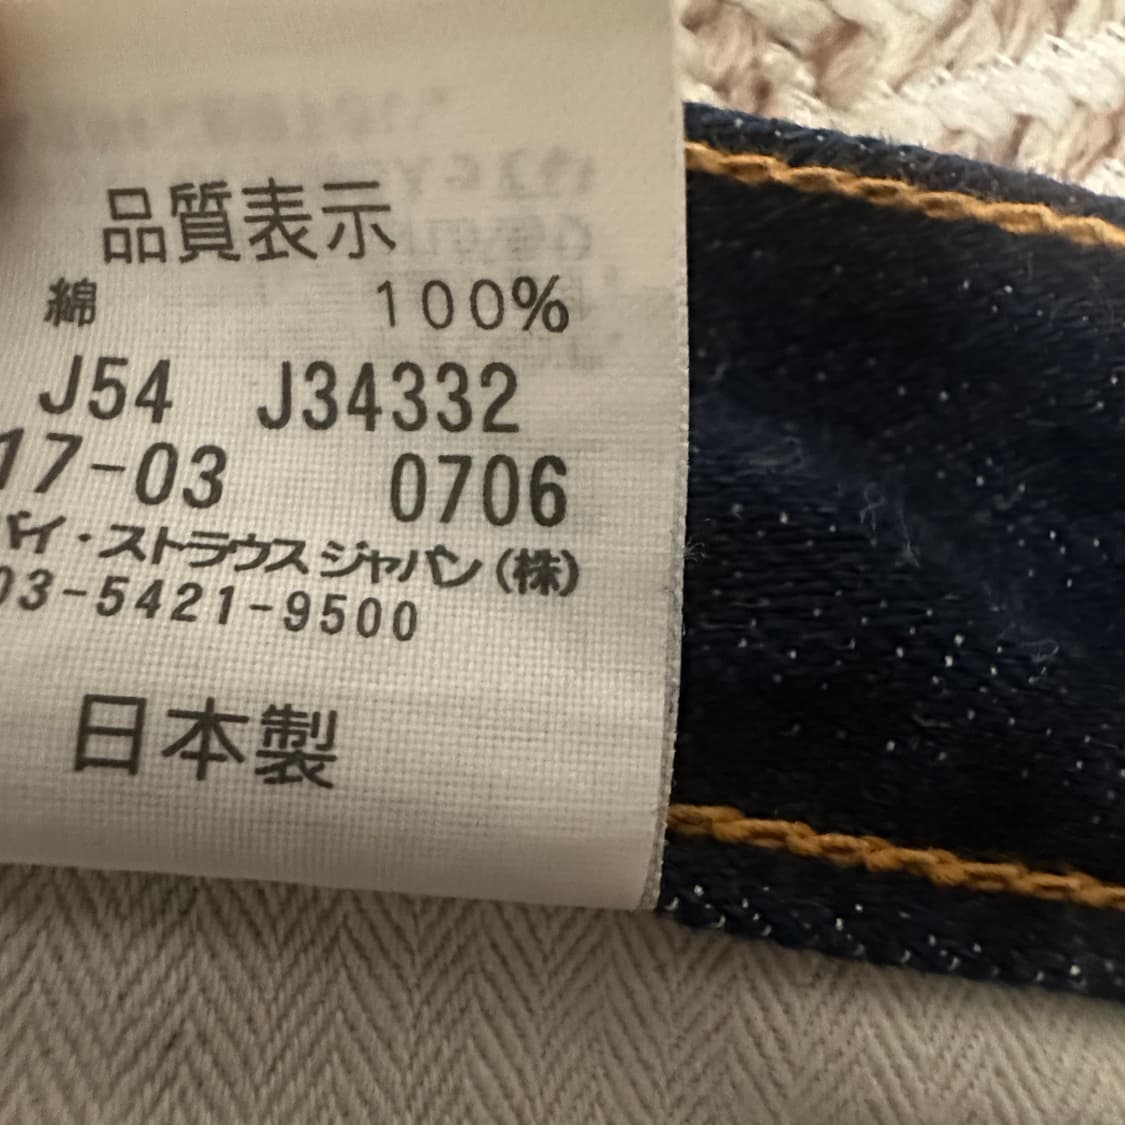 品質表示
綿 100%
J54 J34332
17-03 0706
バイ・ストラウス ジャパン(株)
03-5421-9500
日本製